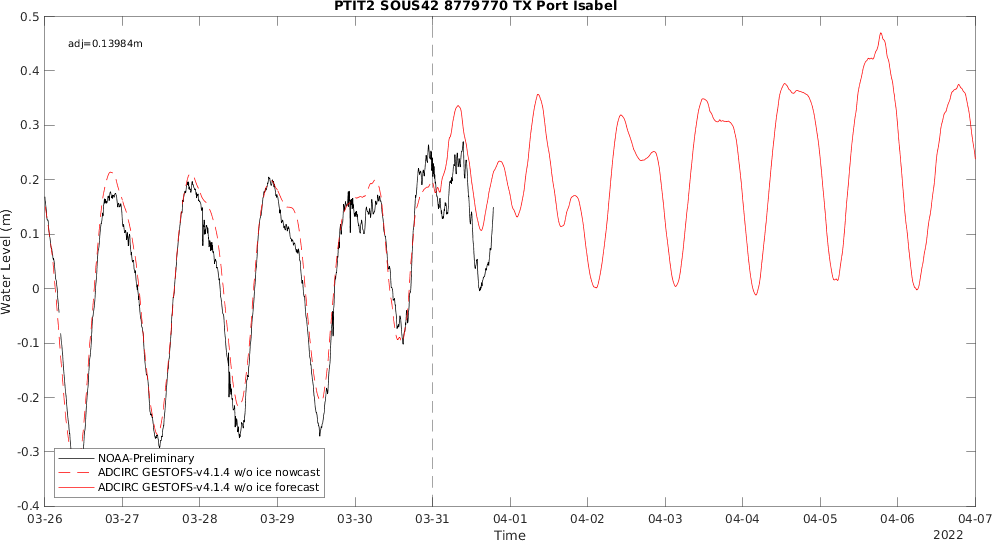 PTIT2 SOUS42 8779770 TX Port Isabel
adj=0.13984m
Water Level (m)
0.5
0.4
0.3
0.2
0.1
0
-0.1
-0.2
-0.3
-0.4
NOAA-Preliminary
ADCIRC GESTOFS-v4.1.4 w/o ice nowcast
ADCIRC GESTOFS-v4.1.4 w/o ice forecast
03-26 03-27 03-28 03-29 03-30 03-31 04-01 04-02 04-03 04-04 04-05 04-06 04-07
Time
2022